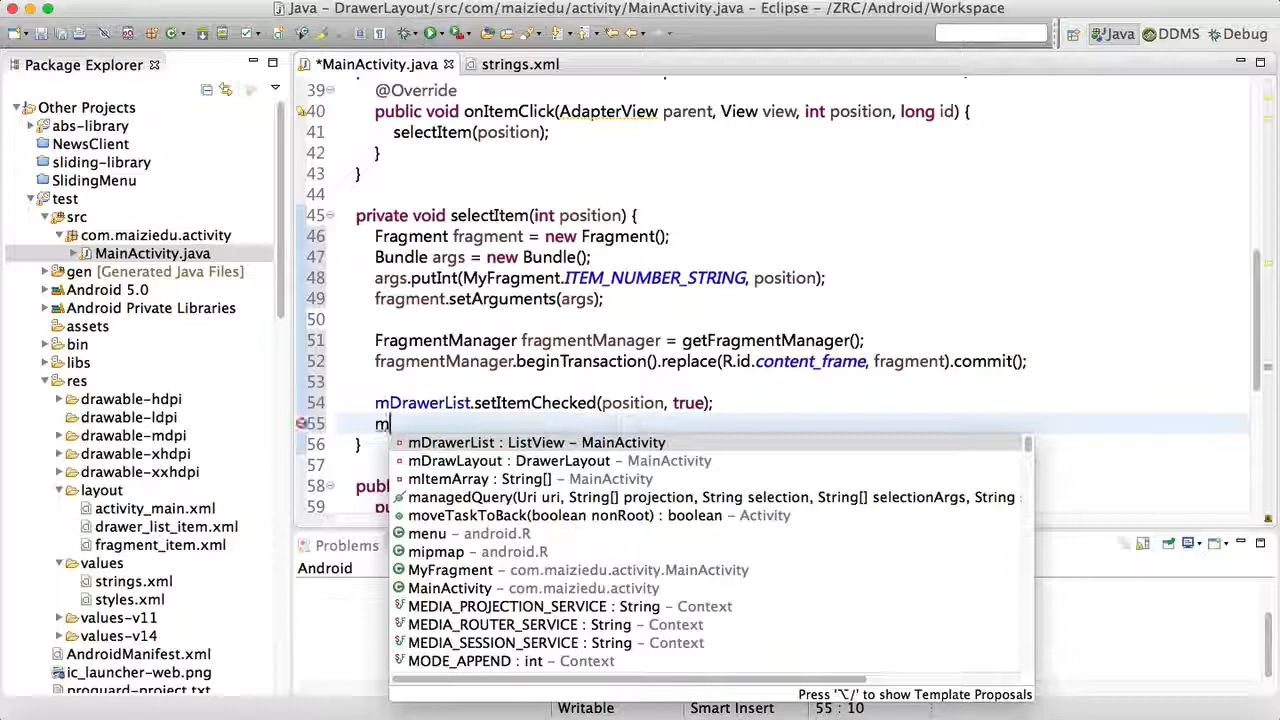 Java – DrawerLayout/src/com/maiziedu/activity/MainActivity.java – Eclipse – /ZRC/Android/Workspace
Java
DDMS
Debug
Package Explorer
*MainActivity.java
strings.xml
Other Projects
abs-library
NewsClient
sliding-library
SlidingMenu
test
src
com.maiziedu.activity
MainActivity.java
gen [Generated Java Files]
Android 5.0
Android Private Libraries
assets
bin
libs
res
drawable-hdpi
drawable-ldpi
drawable-mdpi
drawable-xhdpi
drawable-xxhdpi
layout
activity_main.xml
drawer_list_item.xml
fragment_item.xml
values
strings.xml
styles.xml
values-v11
values-v14
AndroidManifest.xml
ic_launcher-web.png
proguard-project.txt
39 @Override
40 public void onItemClick(AdapterView parent, View view, int position, long id) {
41 selectItem(position);
42 }
43 }
44
45 private void selectItem(int position) {
46 Fragment fragment = new Fragment();
47 Bundle args = new Bundle();
48 args.putInt(MyFragment.ITEM_NUMBER_STRING, position);
49 fragment.setArguments(args);
50
51 FragmentManager fragmentManager = getFragmentManager();
52 fragmentManager.beginTransaction().replace(R.id.content_frame, fragment).commit();
53
54 mDrawerList.setItemChecked(position, true);
55 m
56 }
57
58 pub
59 pu
mDrawerList : ListView – MainActivity
mDrawLayout : DrawerLayout – MainActivity
mItemArray : String[] – MainActivity
managedQuery(Uri uri, String[] projection, String selection, String[] selectionArgs, String
moveTaskToBack(boolean nonRoot) : boolean – Activity
menu – android.R
mipmap – android.R
MyFragment – com.maiziedu.activity.MainActivity
MainActivity – com.maiziedu.activity
MEDIA_PROJECTION_SERVICE : String – Context
MEDIA_ROUTER_SERVICE : String – Context
MEDIA_SESSION_SERVICE : String – Context
MODE_APPEND : int – Context
Press '⌥/' to show Template Proposals
Problems
Android
Writable
Smart Insert
55 : 10